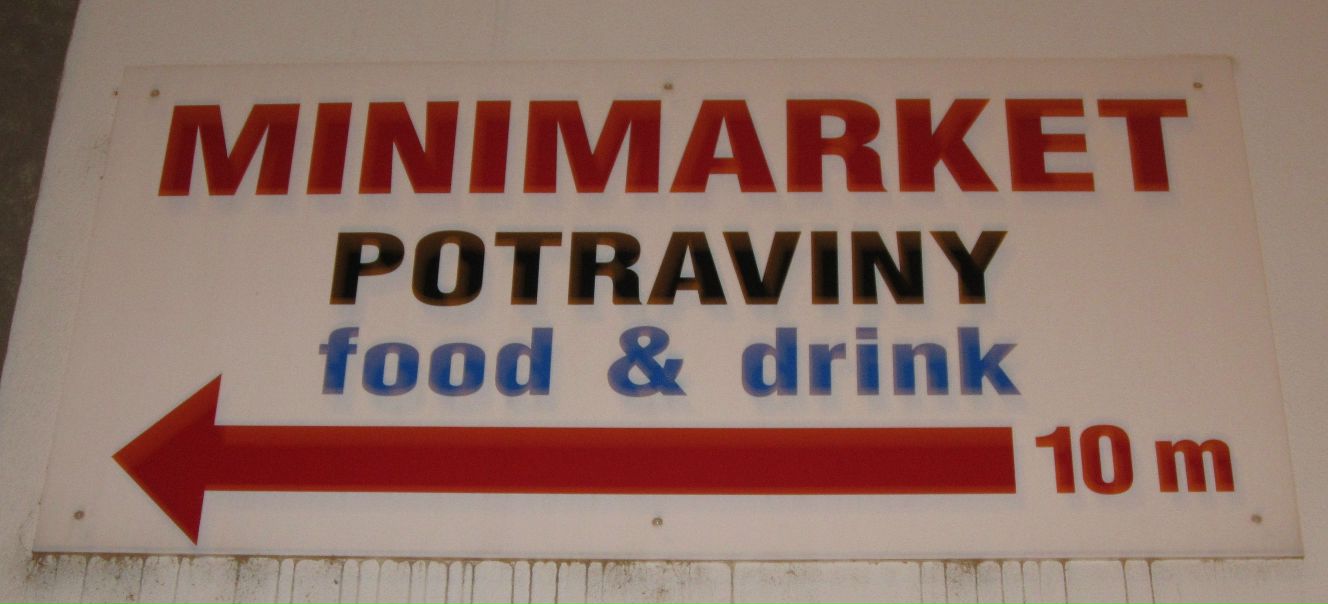 MINIMARKET
POTRAVINY
food & drink
10 m